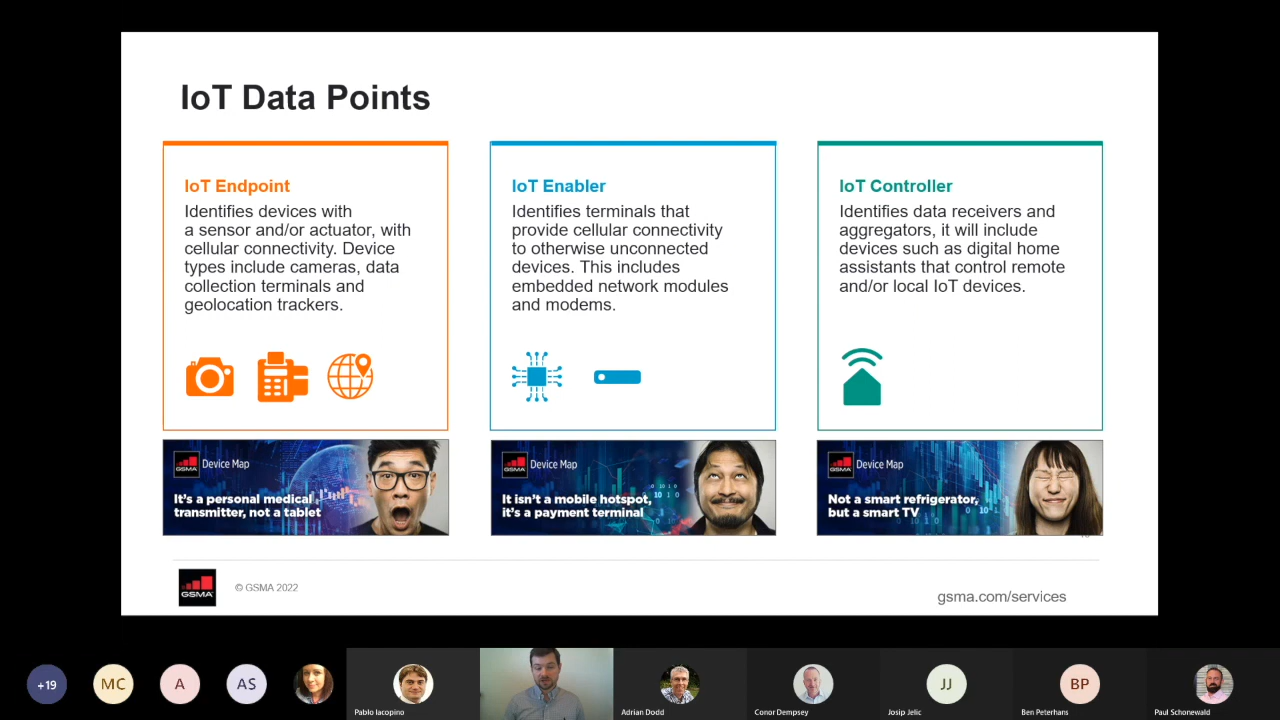 IoT Data Points
IoT Endpoint
Identifies devices with
a sensor and/or actuator, with
cellular connectivity. Device
types include cameras, data
collection terminals and
geolocation trackers.
IoT Enabler
Identifies terminals that
provide cellular connectivity
to otherwise unconnected
devices. This includes
embedded network modules
and modems.
IoT Controller
Identifies data receivers and
aggregators, it will include
devices such as digital home
assistants that control remote
and/or local IoT devices.
GSMA
Device Map
It's a personal medical
transmitter, not a tablet
GSMA
Device Map
It isn't a mobile hotspot,
it's a payment terminal
GSMA
Device Map
Not a smart refrigerator,
but a smart TV
GSMA
© GSMA 2022
gsma.com/services
+19
MC
A
AS
Pablo Iacopino
Adrian Dodd
Conor Dempsey
JJ
Josip Jelic
BP
Ben Peterhans
Paul Schonewald